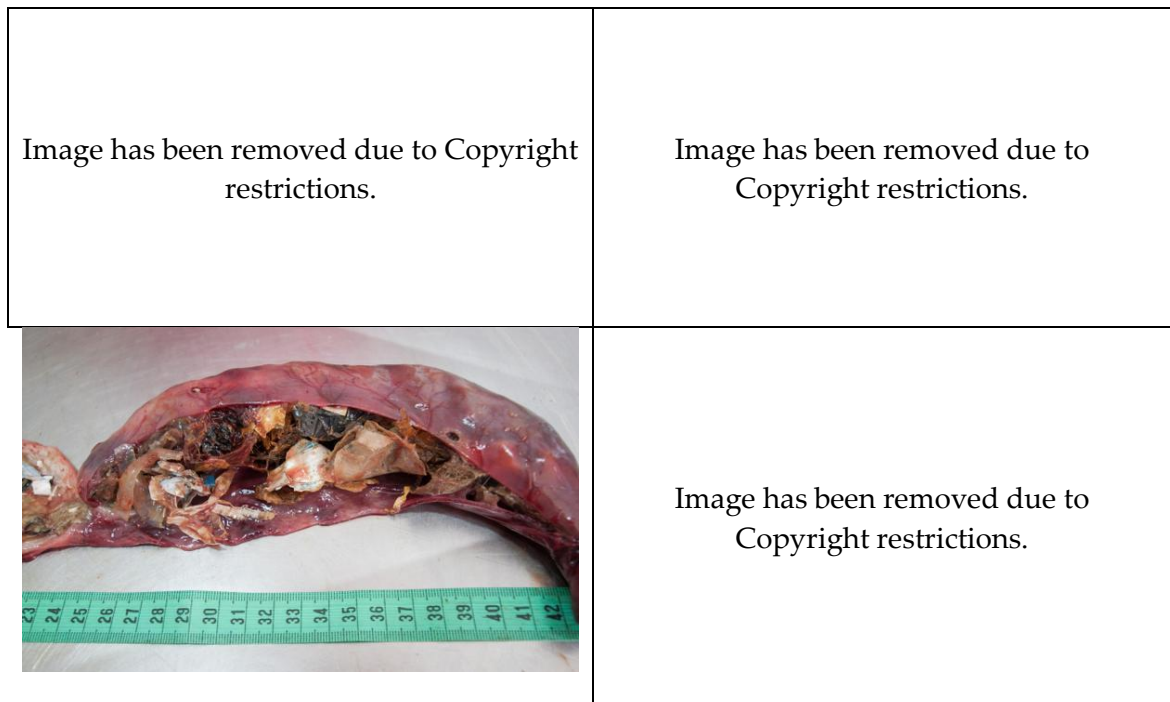 Image has been removed due to Copyright
restrictions.
Image has been removed due to
Copyright restrictions.
23 24 25 26 27 28 29 30 31 32 33 34 35 36 37 38 39 40 41 42
Image has been removed due to
Copyright restrictions.